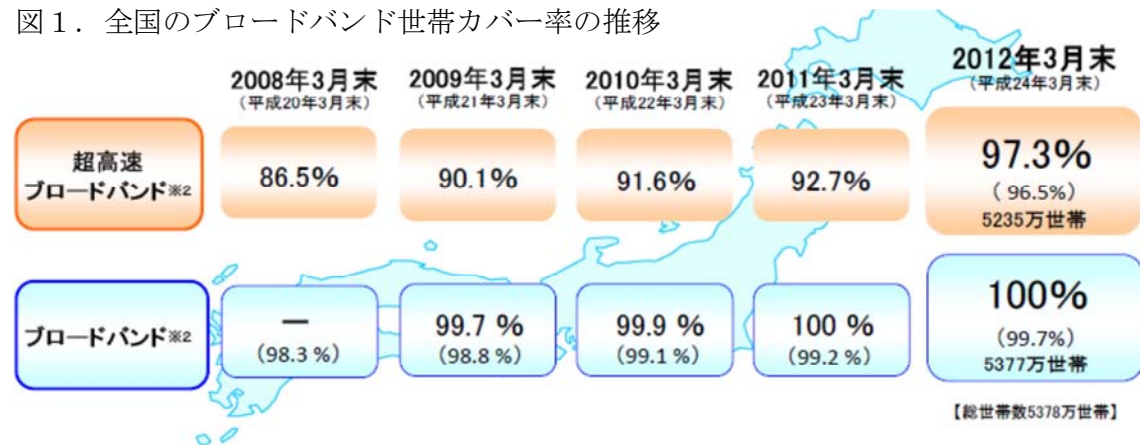 図１．全国のブロードバンド世帯カバー率の推移
2008年3月末
（平成20年3月末）
2009年3月末
（平成21年3月末）
2010年3月末
（平成22年3月末）
2011年3月末
（平成23年3月末）
2012年3月末
（平成24年3月末）
超高速
ブロードバンド※2
86.5%
90.1%
91.6%
92.7%
97.3%
( 96.5%)
5235万世帯
ブロードバンド※2
ー
(98.3 %)
99.7 %
(98.8 %)
99.9 %
(99.1 %)
100 %
(99.2 %)
100%
(99.7%)
5377万世帯
【総世帯数5378万世帯】